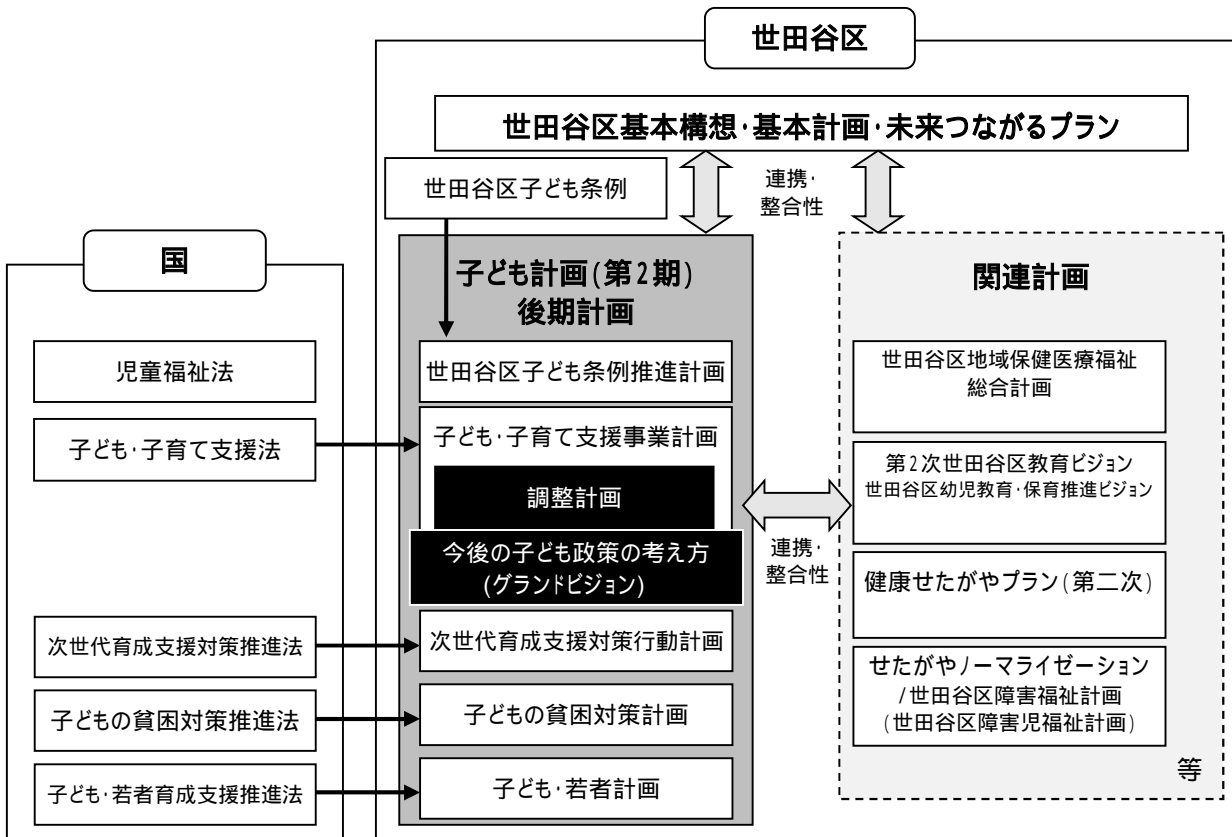 世田谷区
世田谷区基本構想・基本計画・未来つながるプラン
世田谷区子ども条例
連携・
整合性
国
児童福祉法
子ども・子育て支援法
次世代育成支援対策推進法
子どもの貧困対策推進法
子ども・若者育成支援推進法
子ども計画(第2期)
後期計画
世田谷区子ども条例推進計画
子ども・子育て支援事業計画
調整計画
今後の子ども政策の考え方
(グランドビジョン)
次世代育成支援対策行動計画
子どもの貧困対策計画
子ども・若者計画
連携・
整合性
関連計画
世田谷区地域保健医療福祉
総合計画
第2次世田谷区教育ビジョン
世田谷区幼児教育・保育推進ビジョン
健康せたがやプラン(第二次)
せたがやノーマライゼーション
/世田谷区障害福祉計画
(世田谷区障害児福祉計画)
等